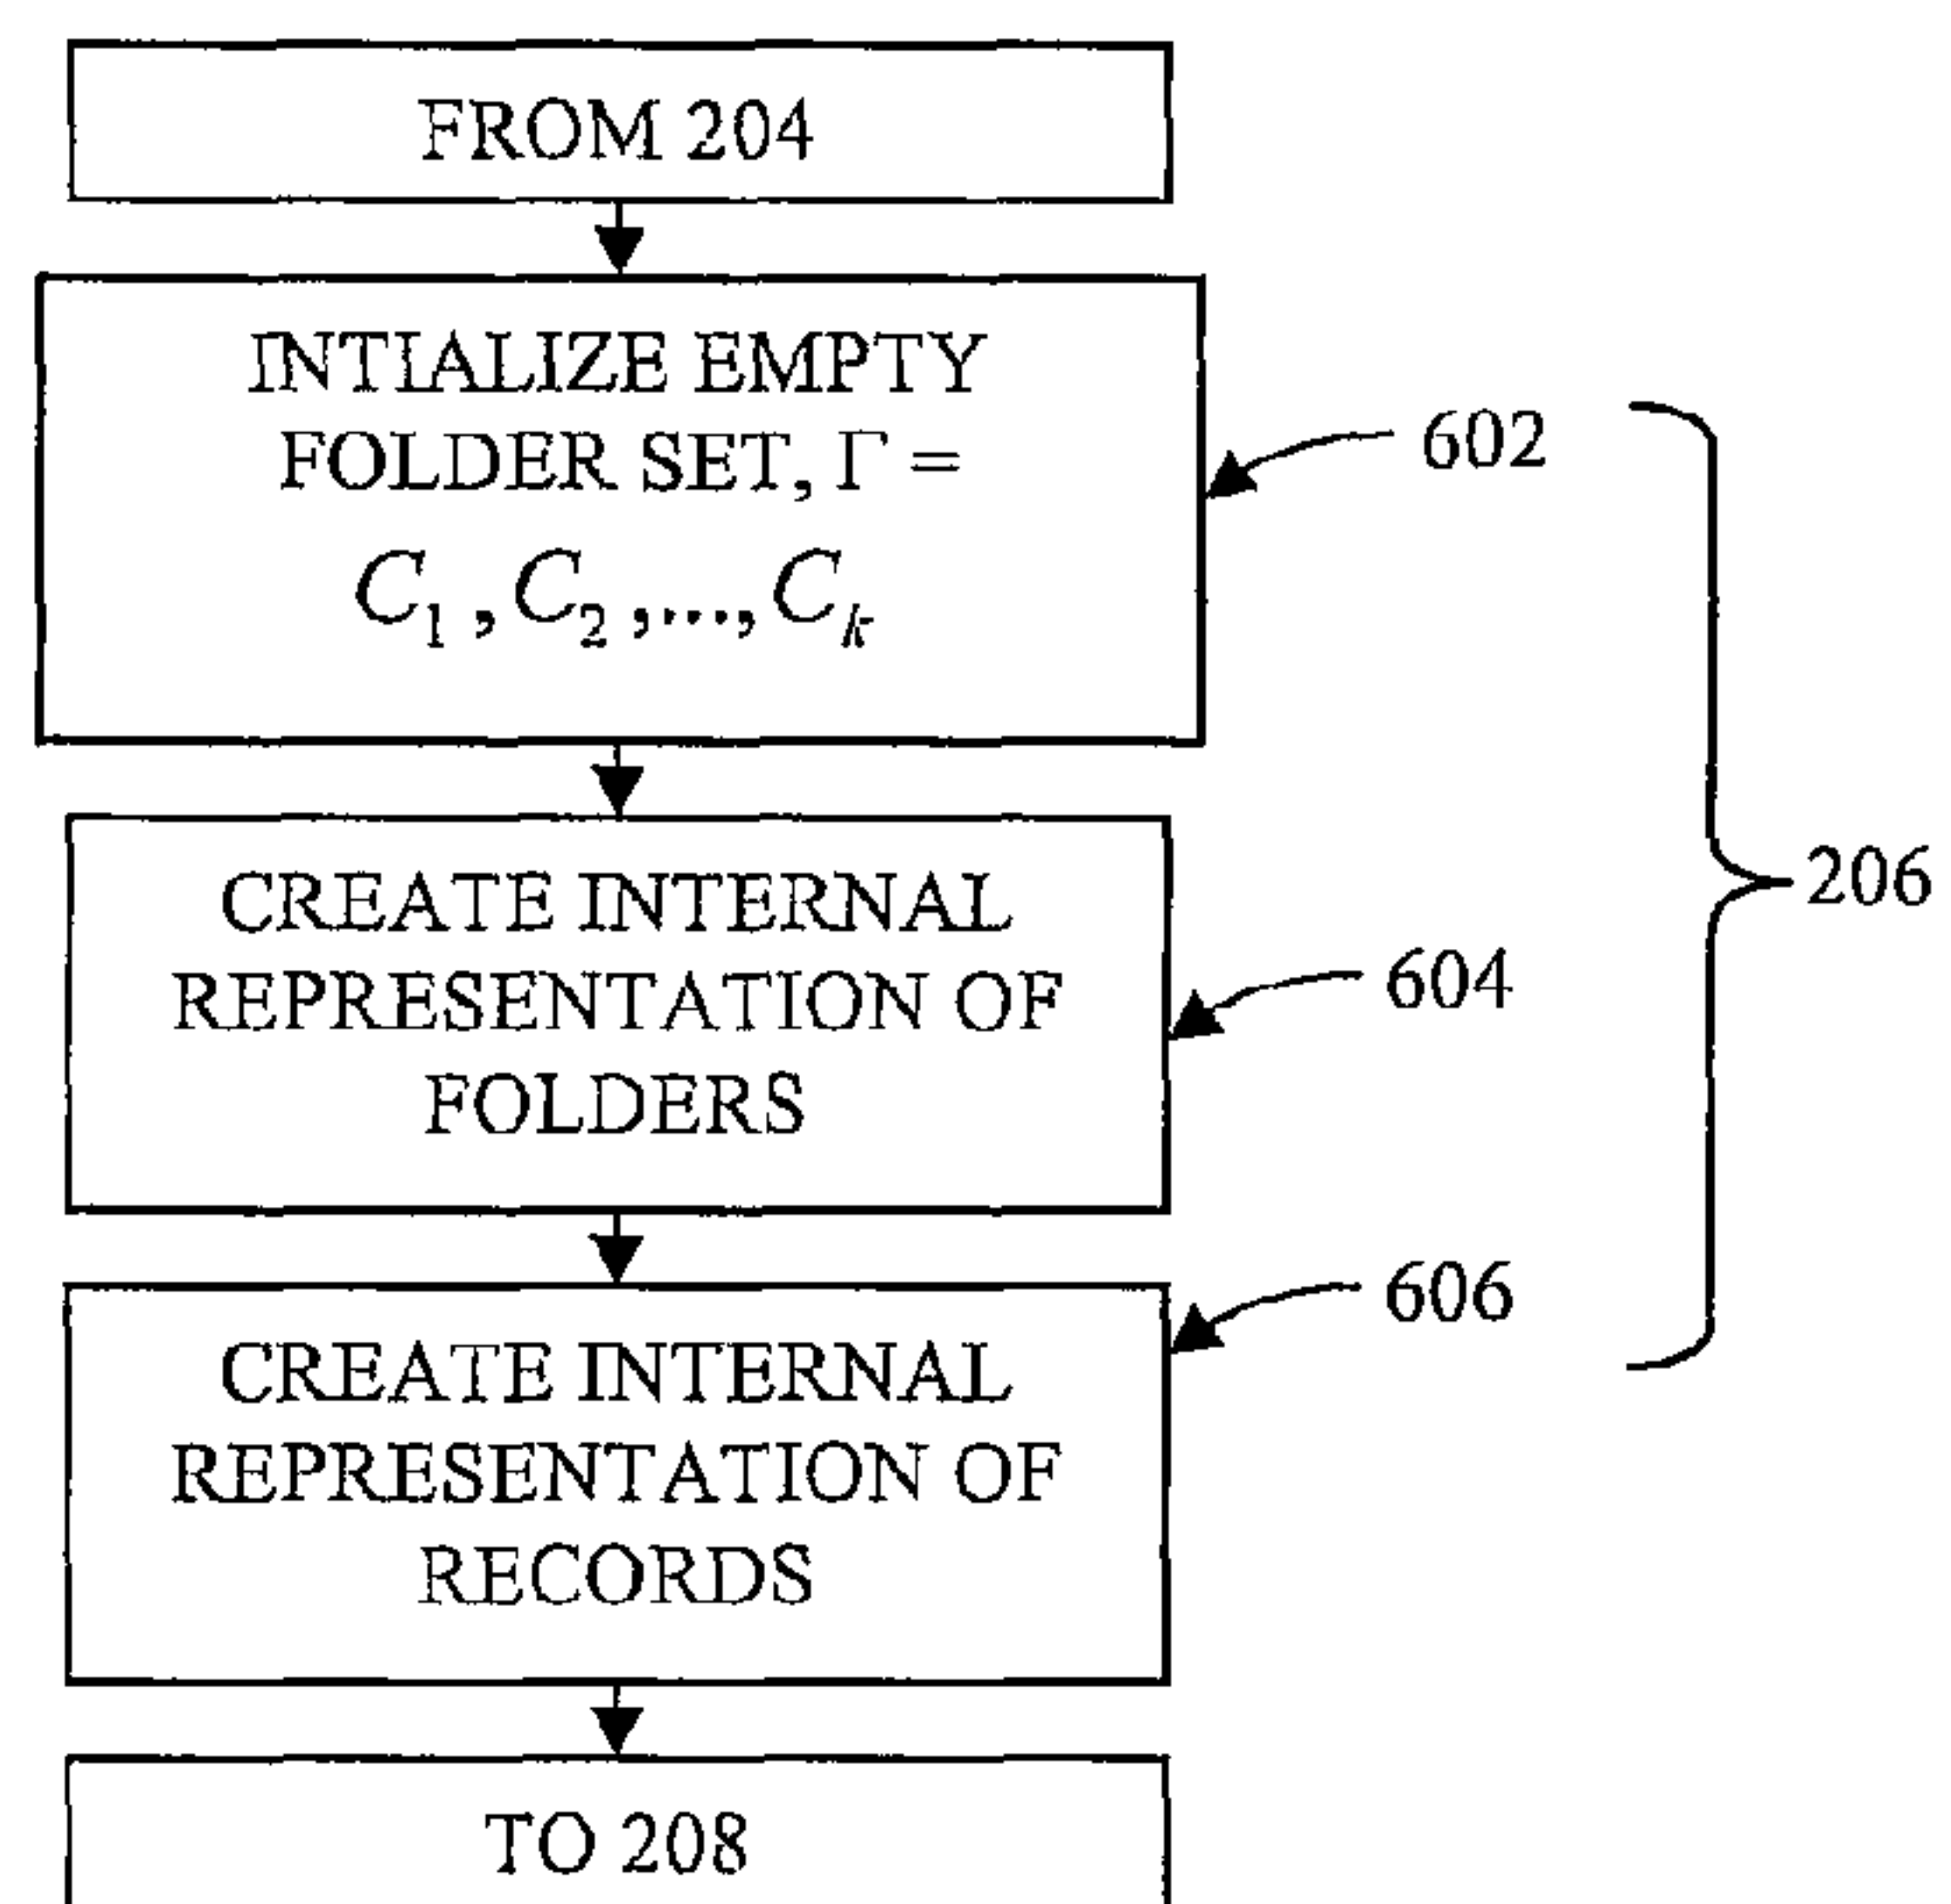 FROM 204
INTIALIZE EMPTY
FOLDER SET, Γ =
C₁, C₂,..., Cₖ
602
206
CREATE INTERNAL
REPRESENTATION OF
FOLDERS
604
CREATE INTERNAL
REPRESENTATION OF
RECORDS
606
TO 208